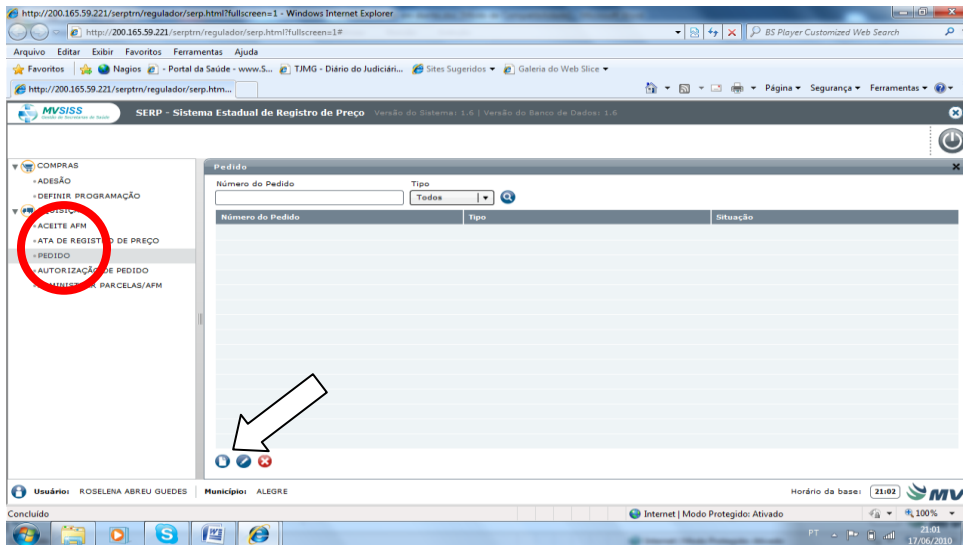 http://200.165.59.221/serptrn/regulador/serp.html?fullscreen=1 - Windows Internet Explorer
http://200.165.59.221/serptrn/regulador/serp.html?fullscreen=1#
BS Player Customized Web Search
Arquivo Editar Exibir Favoritos Ferramentas Ajuda
Favoritos Nagios - Portal da Saúde - www.S... TJMG - Diário do Judiciári... Sites Sugeridos Galeria do Web Slice
http://200.165.59.221/serptrn/regulador/serp.htm...
Página Segurança Ferramentas
MVSISS
SERP - Sistema Estadual de Registro de Preço Versão do Sistema: 1.6 | Versão do Banco de Dados: 1.6
COMPRAS
ADESÃO
DEFINIR PROGRAMAÇÃO
ACEITE AFM
ATA DE REGISTRO DE PREÇO
PEDIDO
AUTORIZAÇÃO DE PEDIDO
PARCELAS/AFM
Pedido
Número do Pedido Tipo
Todos
Número do Pedido Tipo Situação
Usuário: ROSELENA ABREU GUEDES Município: ALEGRE
Horário da base: 21:02
MV
Concluído
Internet | Modo Protegido: Ativado
100%
PT
21:01
17/06/2010